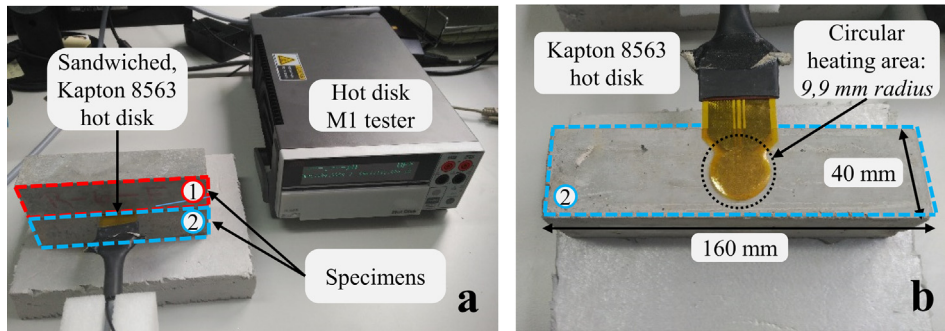 Sandwiched,
Kapton 8563
hot disk
Hot disk
M1 tester
1
2
Specimens
a
Kapton 8563
hot disk
Circular
heating area:
9,9 mm radius
40 mm
2
160 mm
b